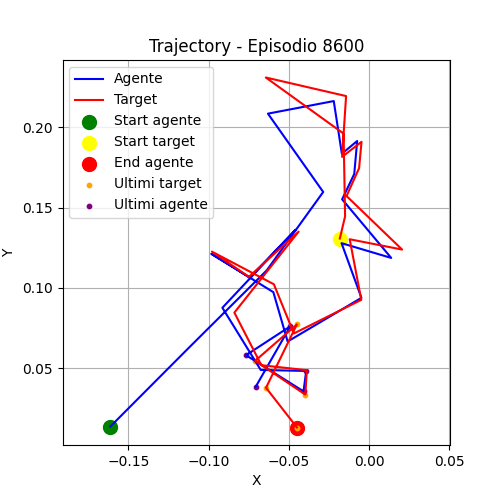 Trajectory - Episodio 8600
Agente
Target
Start agente
Start target
End agente
Ultimi target
Ultimi agente
0.20
0.15
0.10
0.05
Y
−0.15
−0.10
−0.05
0.00
0.05
X